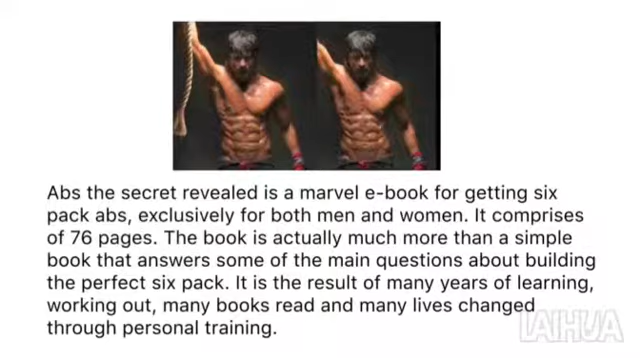 Abs the secret revealed is a marvel e-book for getting six
pack abs, exclusively for both men and women. It comprises
of 76 pages. The book is actually much more than a simple
book that answers some of the main questions about building
the perfect six pack. It is the result of many years of learning,
working out, many books read and many lives changed
through personal training.
LAIHUA